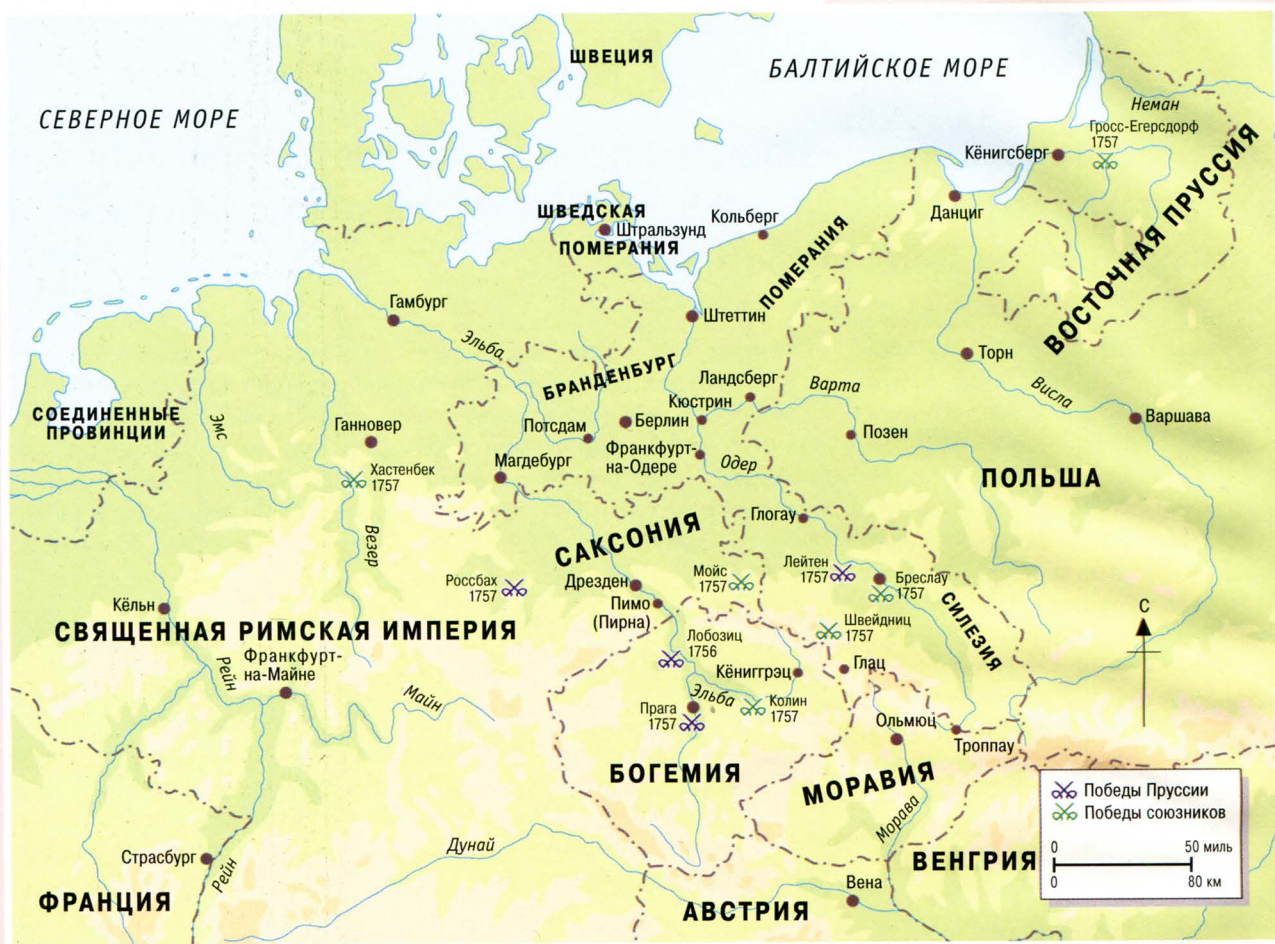 ШВЕЦИЯ
БАЛТИЙСКОЕ МОРЕ
СЕВЕРНОЕ МОРЕ
Неман
Гросс-Егерсдорф
1757
Кёнигсберг
ВОСТОЧНАЯ ПРУССИЯ
Данциг
ШВЕДСКАЯ
Штральзунд
ПОМЕРАНИЯ
Кольберг
ПОМЕРАНИЯ
Гамбург
Штеттин
Эльба
Торн
БРАНДЕНБУРГ
Ландсберг
Варта
Висла
Кюстрин
СОЕДИНЕННЫЕ
ПРОВИНЦИИ
Эмс
Ганновер
Потсдам
Берлин
Варшава
Позен
Франкфурт-
на-Одере
Одер
Хастенбек
1757
Магдебург
ПОЛЬША
Везер
САКСОНИЯ
Глогау
Россбах
1757
Дрезден
Мойс
1757
Лейтен
1757
Бреслау
1757
Пимо
(Пирна)
СИЛЕЗИЯ
Кёльн
СВЯЩЕННАЯ РИМСКАЯ ИМПЕРИЯ
Швейдниц
1757
Лобозиц
1756
С
Рейн
Франкфурт-
на-Майне
Кёниггрэц
Глац
Майн
Эльба
Прага
1757
Колин
1757
Ольмюц
Троппау
БОГЕМИЯ
МОРАВИЯ
Морава
Победы Пруссии
Победы союзников
0 50 миль
0 80 км
Дунай
Страсбург
Рейн
ВЕНГРИЯ
Вена
ФРАНЦИЯ
АВСТРИЯ